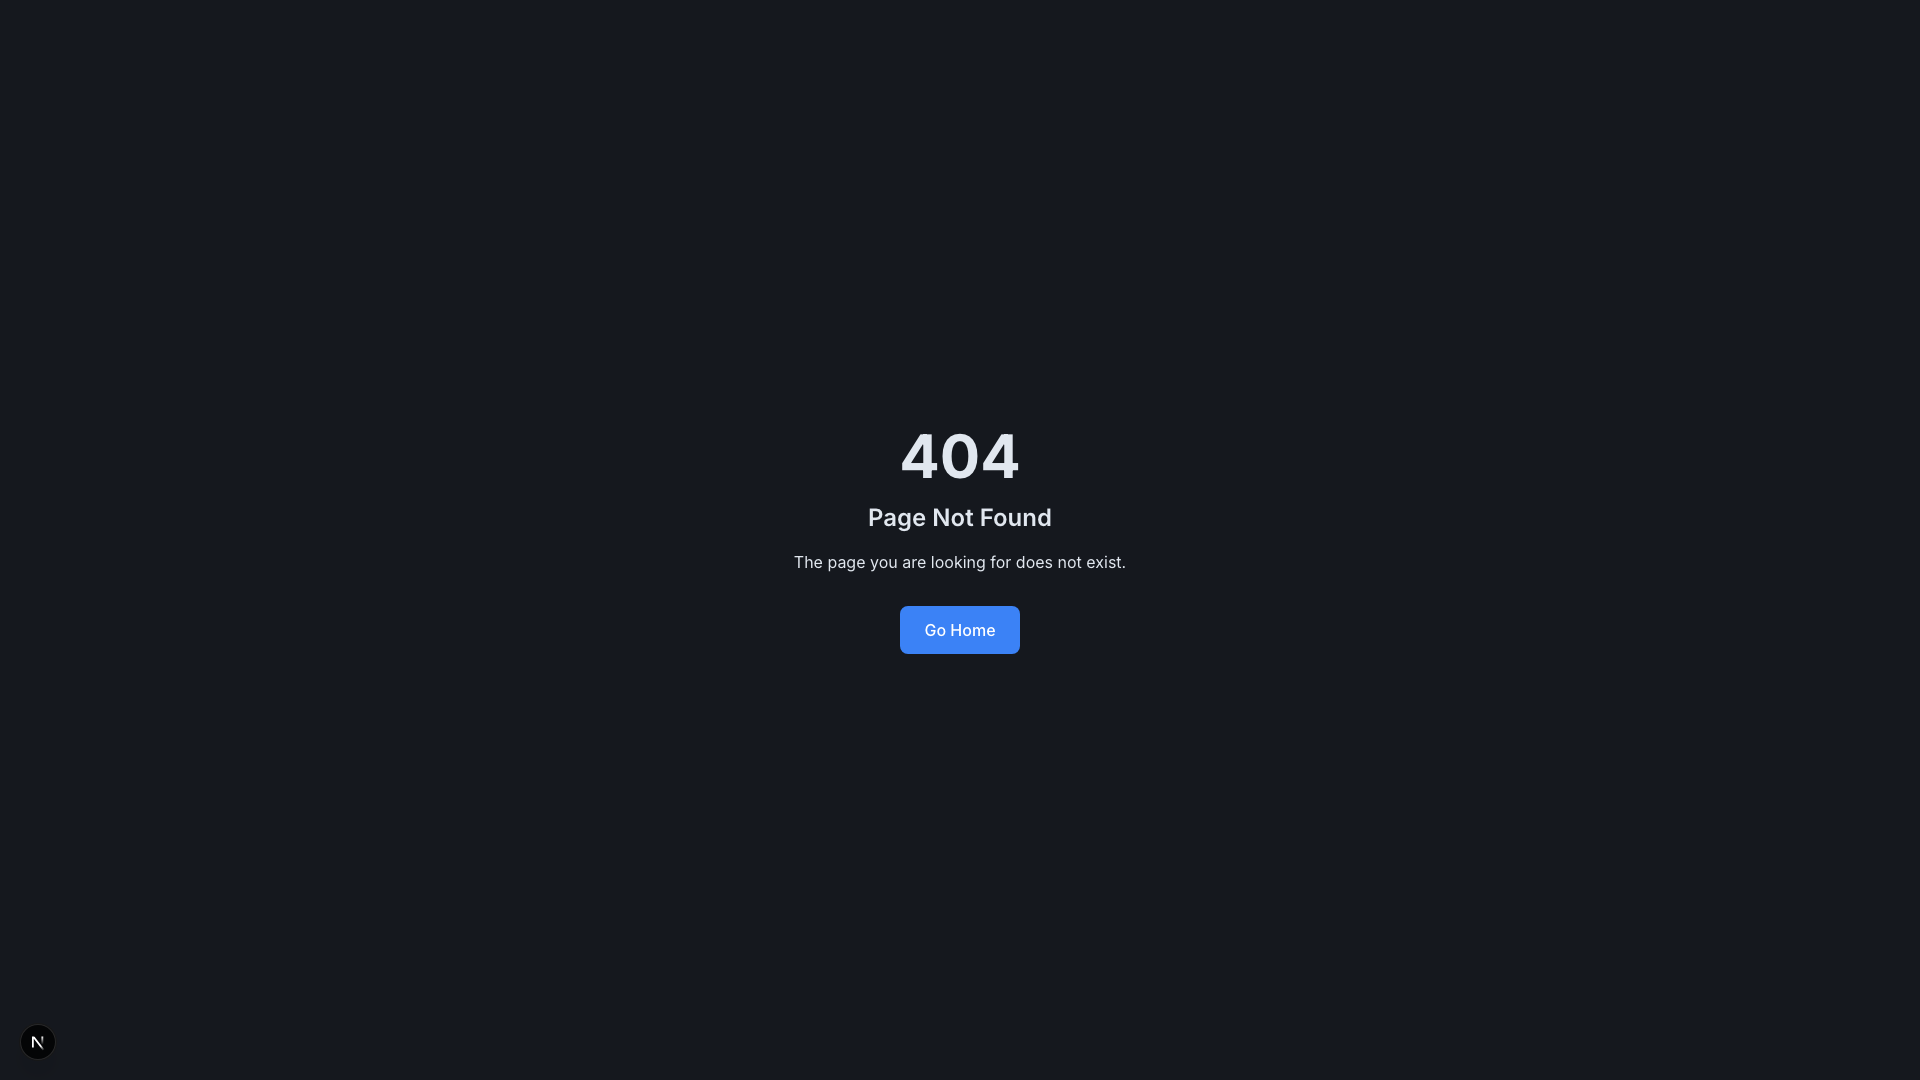 404
Page Not Found
The page you are looking for does not exist.
Go Home
N